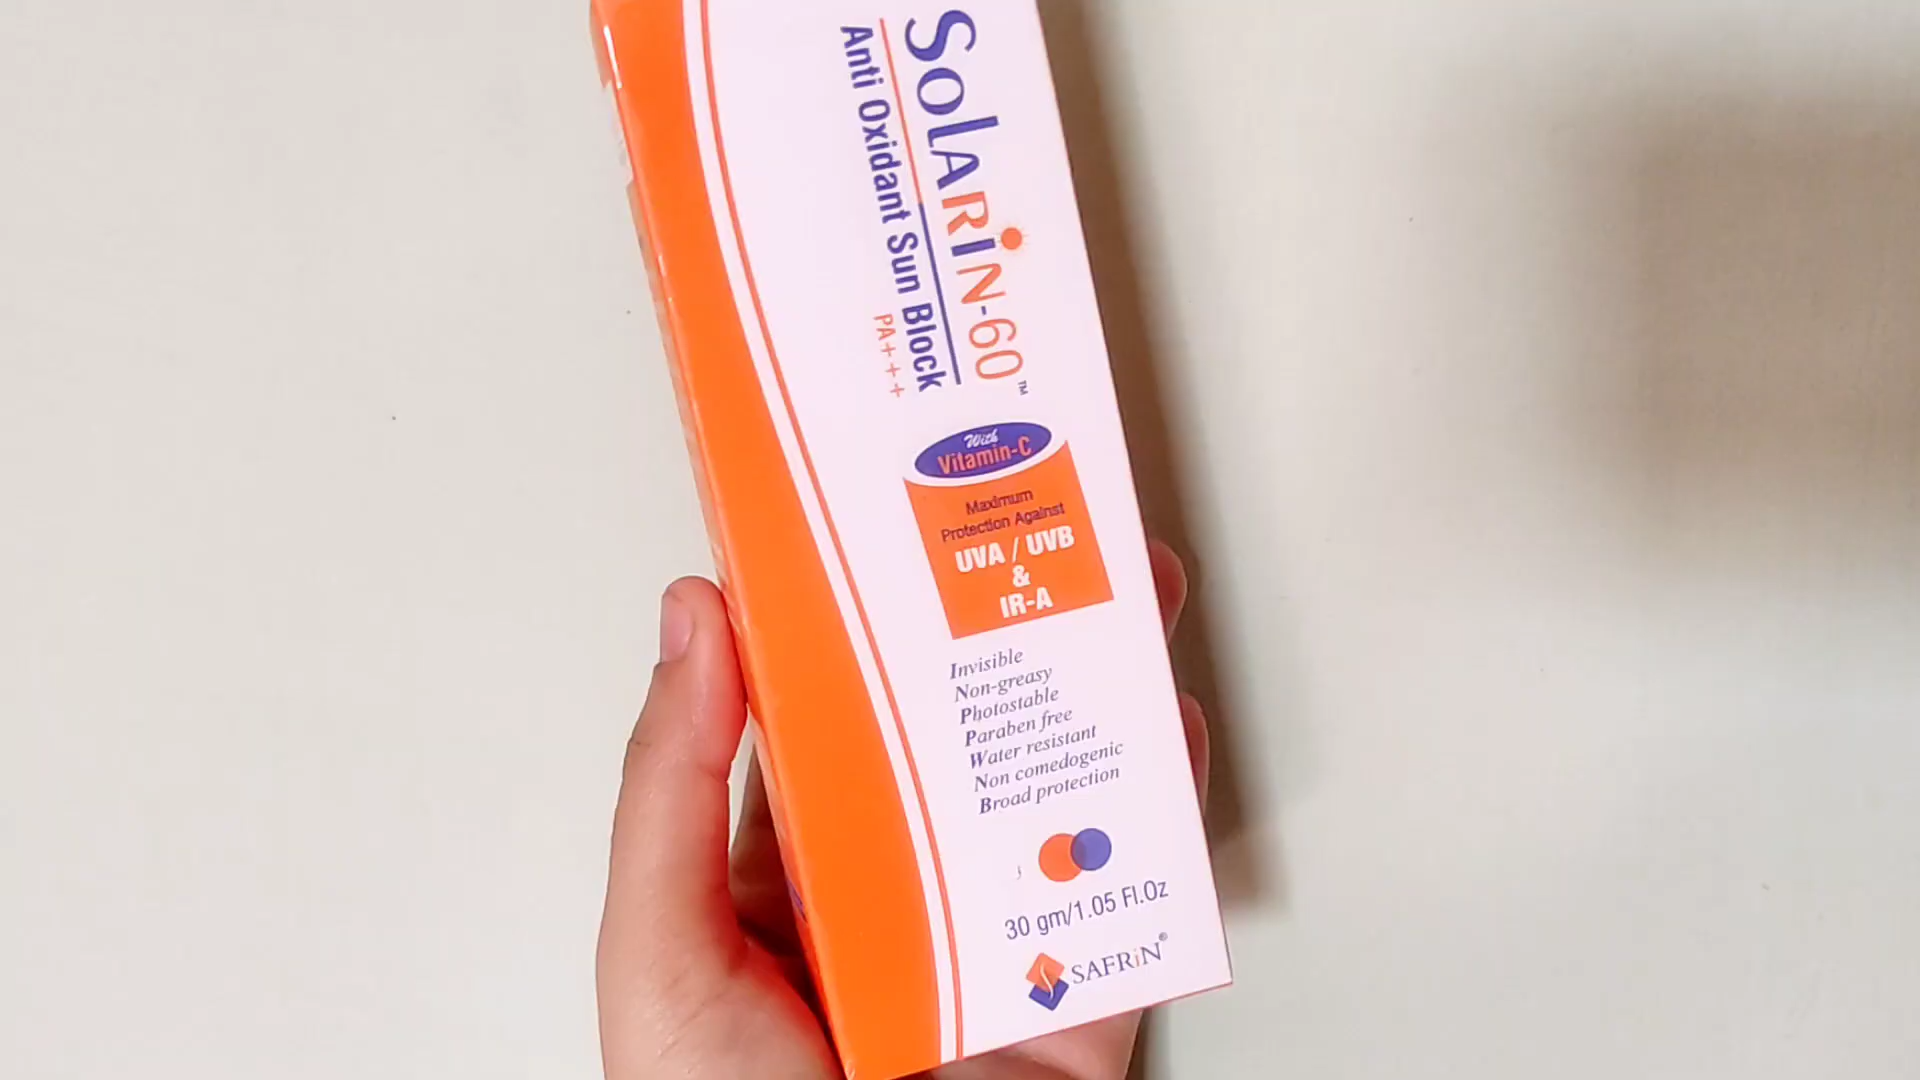 SolARiN-60™
Anti Oxidant Sun Block
PA+++
With
Vitamin-C
Maximum
Protection Against
UVA / UVB
&
IR-A
Invisible
Non-greasy
Photostable
Paraben free
Water resistant
Non comedogenic
Broad protection
30 gm/1.05 Fl.Oz
SAFRiN®